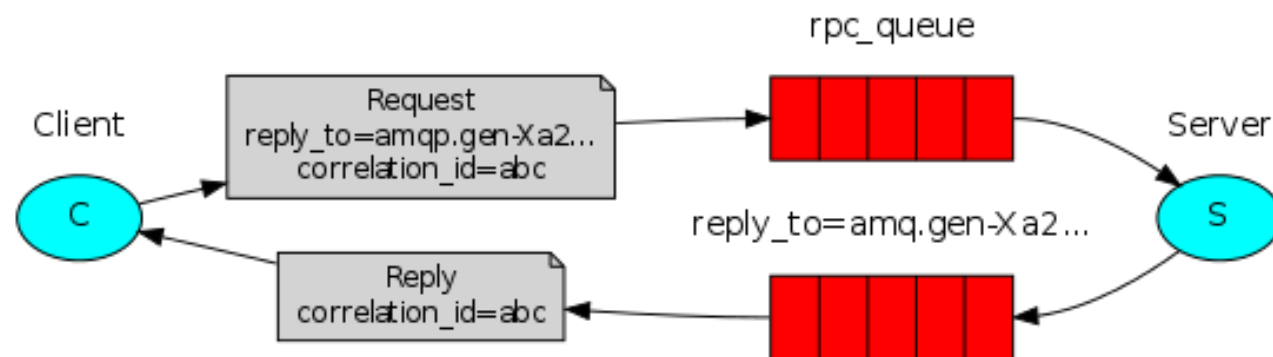 rpc_queue
Client
Request
reply_to=amqp.gen-Xa2...
correlation_id=abc
Server
C
S
reply_to=amq.gen-Xa2...
Reply
correlation_id=abc